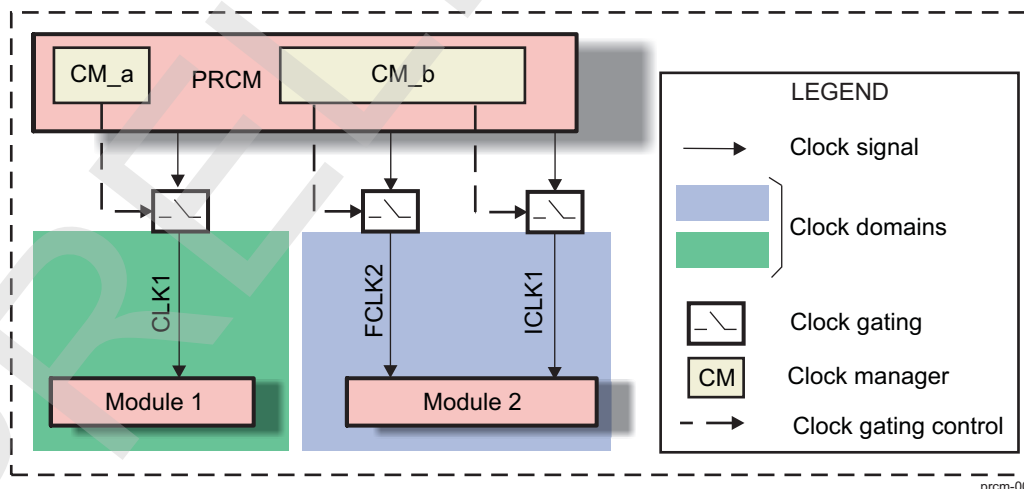 CM_a
PRCM
CM_b
CLK1
FCLK2
ICLK1
Module 1
Module 2
LEGEND
Clock signal
Clock domains
Clock gating
CM
Clock manager
Clock gating control